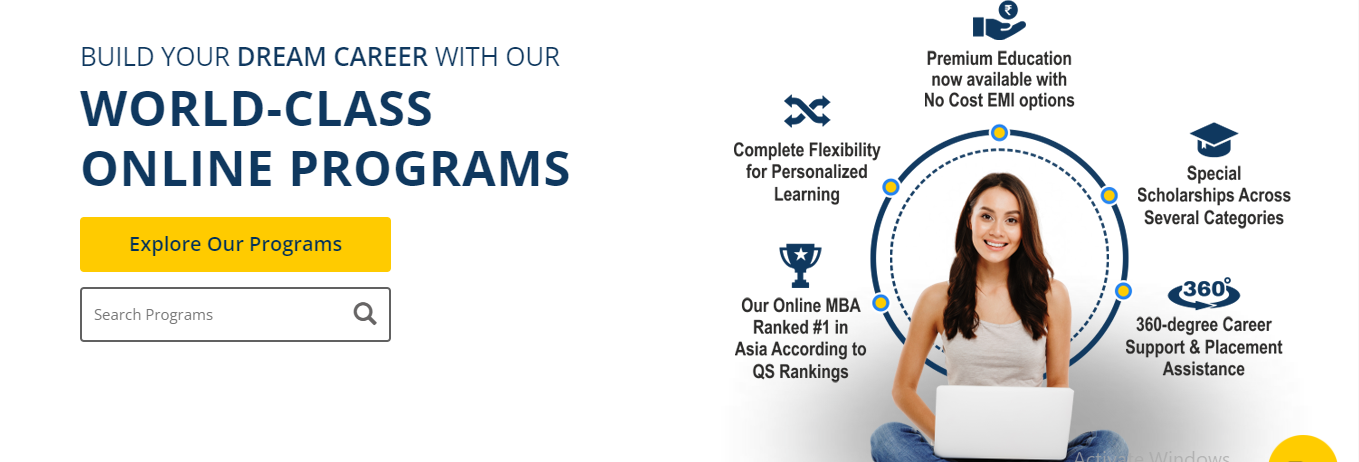 BUILD YOUR DREAM CAREER WITH OUR
WORLD-CLASS
ONLINE PROGRAMS
Explore Our Programs
Search Programs
₹
Premium Education
now available with
No Cost EMI options
Complete Flexibility
for Personalized
Learning
Special
Scholarships Across
Several Categories
Our Online MBA
Ranked #1 in
Asia According to
QS Rankings
360°
360-degree Career
Support & Placement
Assistance
Activate Windows